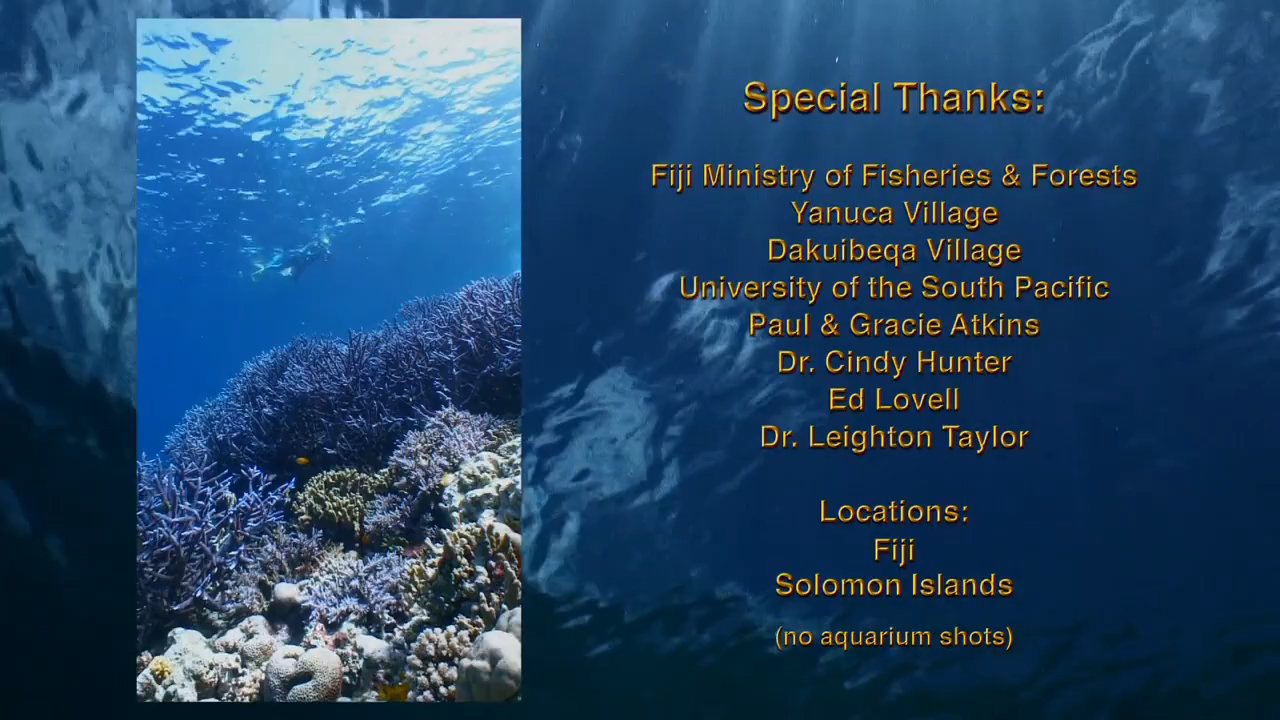 Special Thanks:
Fiji Ministry of Fisheries & Forests
Yanuca Village
Dakuibeqa Village
University of the South Pacific
Paul & Gracie Atkins
Dr. Cindy Hunter
Ed Lovell
Dr. Leighton Taylor
Locations:
Fiji
Solomon Islands
(no aquarium shots)